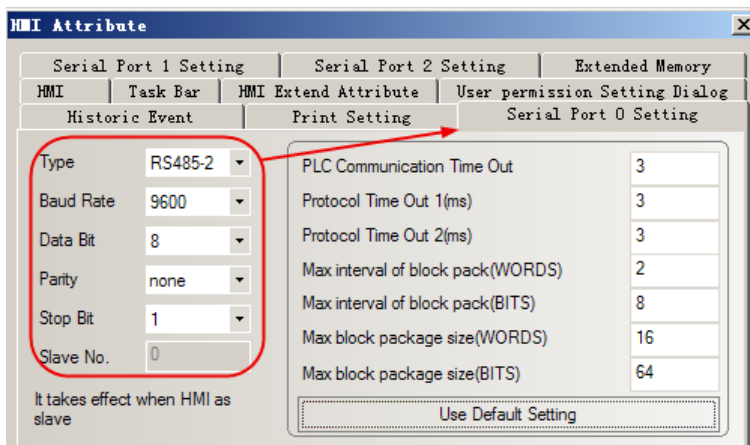 HMI Attribute
Serial Port 1 Setting Serial Port 2 Setting Extended Memory
HMI Task Bar HMI Extend Attribute User permission Setting Dialog
Historic Event Print Setting Serial Port 0 Setting
Type RS485-2
Baud Rate 9600
Data Bit 8
Parity none
Stop Bit 1
Slave No. 0
It takes effect when HMI as
slave
PLC Communication Time Out 3
Protocol Time Out 1(ms) 3
Protocol Time Out 2(ms) 3
Max interval of block pack(WORDS) 2
Max interval of block pack(BITS) 8
Max block package size(WORDS) 16
Max block package size(BITS) 64
Use Default Setting